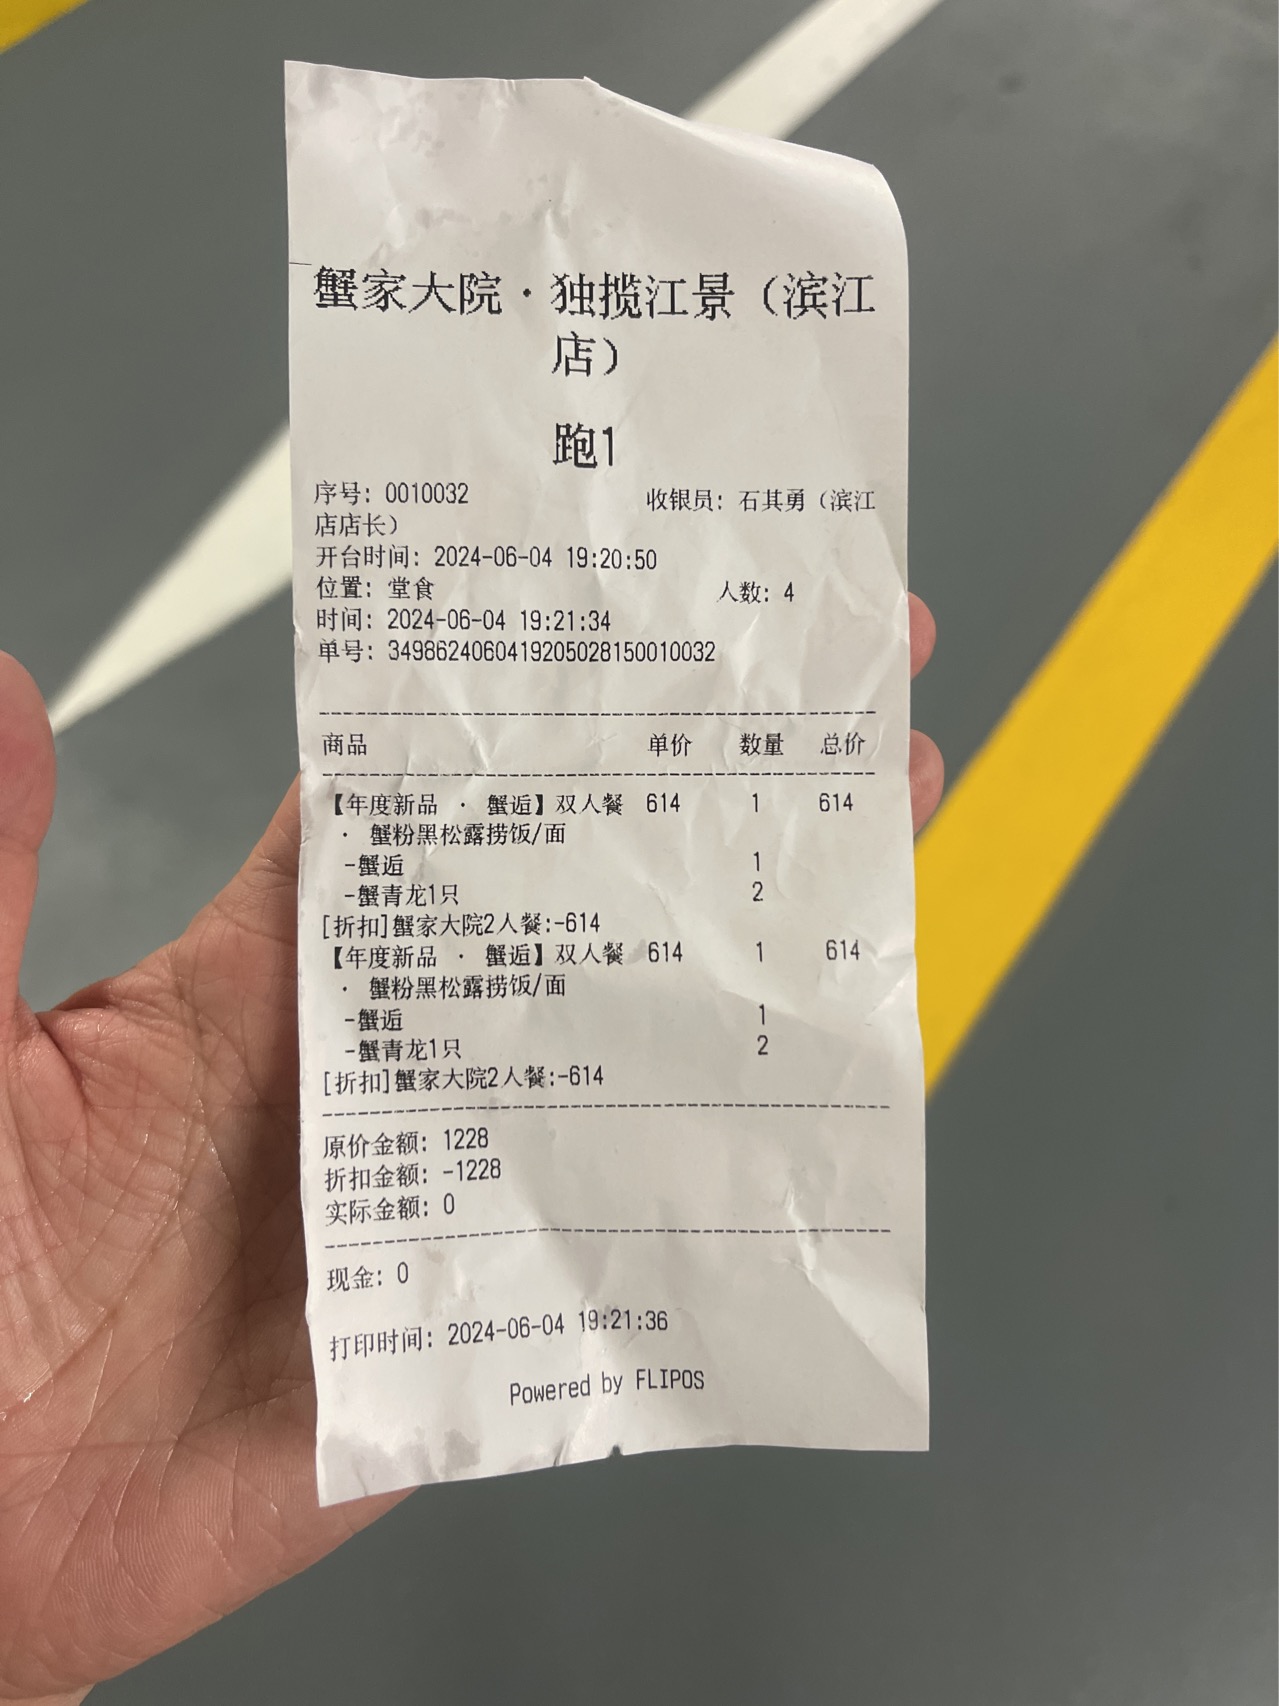 蟹家大院·独揽江景（滨江
店）
跑1
序号: 0010032 收银员: 石其勇（滨江
店店长）
开台时间: 2024-06-04 19:20:50
位置: 堂食 人数: 4
时间: 2024-06-04 19:21:34
单号: 3498624060419205028150010032
商品 单价 数量 总价
【年度新品 · 蟹逅】双人餐 614 1 614
· 蟹粉黑松露捞饭/面
-蟹逅 1
-蟹青龙1只 2
[折扣]蟹家大院2人餐:-614
【年度新品 · 蟹逅】双人餐 614 1 614
· 蟹粉黑松露捞饭/面
-蟹逅 1
-蟹青龙1只 2
[折扣]蟹家大院2人餐:-614
原价金额: 1228
折扣金额: -1228
实际金额: 0
现金: 0
打印时间: 2024-06-04 19:21:36
Powered by FLIPOS